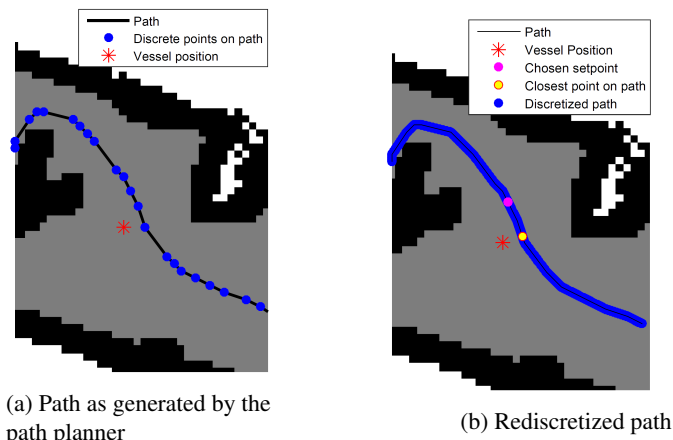 Path
Discrete points on path
Vessel position
(a) Path as generated by the
path planner
Path
Vessel Position
Chosen setpoint
Closest point on path
Discretized path
(b) Rediscretized path